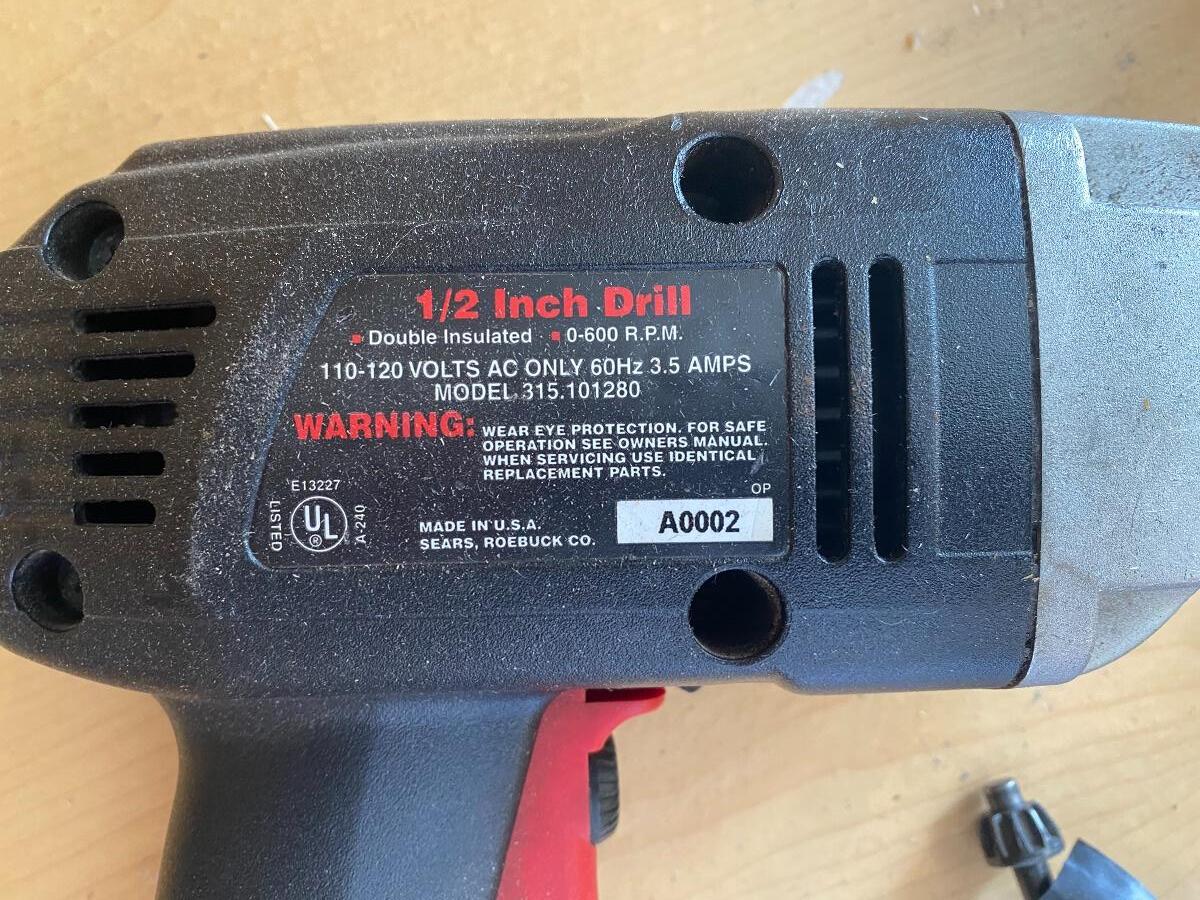 1/2 Inch Drill
▪ Double Insulated ▪ 0-600 R.P.M.
110-120 VOLTS AC ONLY 60Hz 3.5 AMPS
MODEL 315.101280
WARNING: WEAR EYE PROTECTION. FOR SAFE
OPERATION SEE OWNERS MANUAL.
WHEN SERVICING USE IDENTICAL
REPLACEMENT PARTS.
E13227
LISTED UL ® A-240
MADE IN U.S.A.
SEARS, ROEBUCK CO.
OP
A0002